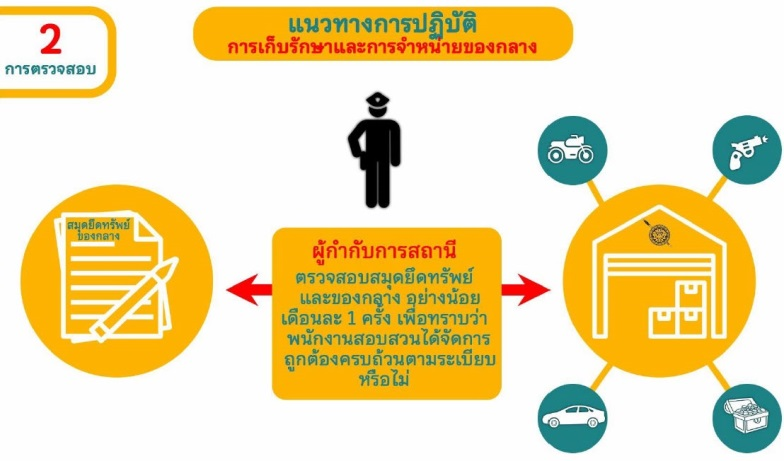 2
การตรวจสอบ
แนวทางการปฏิบัติ
การเก็บรักษาและการจำหน่ายของกลาง
สมุดยึดทรัพย์
ของกลาง
ผู้กำกับการสถานี
ตรวจสอบสมุดยึดทรัพย์
และของกลาง อย่างน้อย
เดือนละ 1 ครั้ง เพื่อทราบว่า
พนักงานสอบสวนได้จัดการ
ถูกต้องครบถ้วนตามระเบียบ
หรือไม่